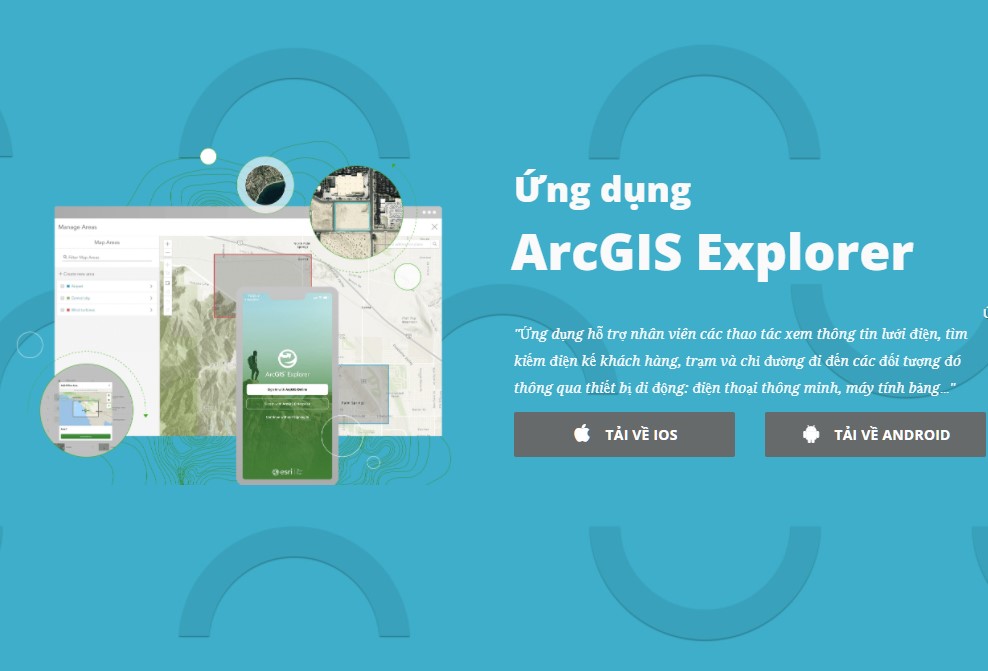 Ứng dụng
ArcGIS Explorer
"Ứng dụng hỗ trợ nhân viên các thao tác xem thông tin lưới điện, tìm
kiếm điện kế khách hàng, trạm và chỉ đường đi đến các đối tượng đó
thông qua thiết bị di động: điện thoại thông minh, máy tính bảng..."
TẢI VỀ IOS
TẢI VỀ ANDROID
Manage Areas
Map Areas
Filter Map Areas
ArcGIS Explorer
esri